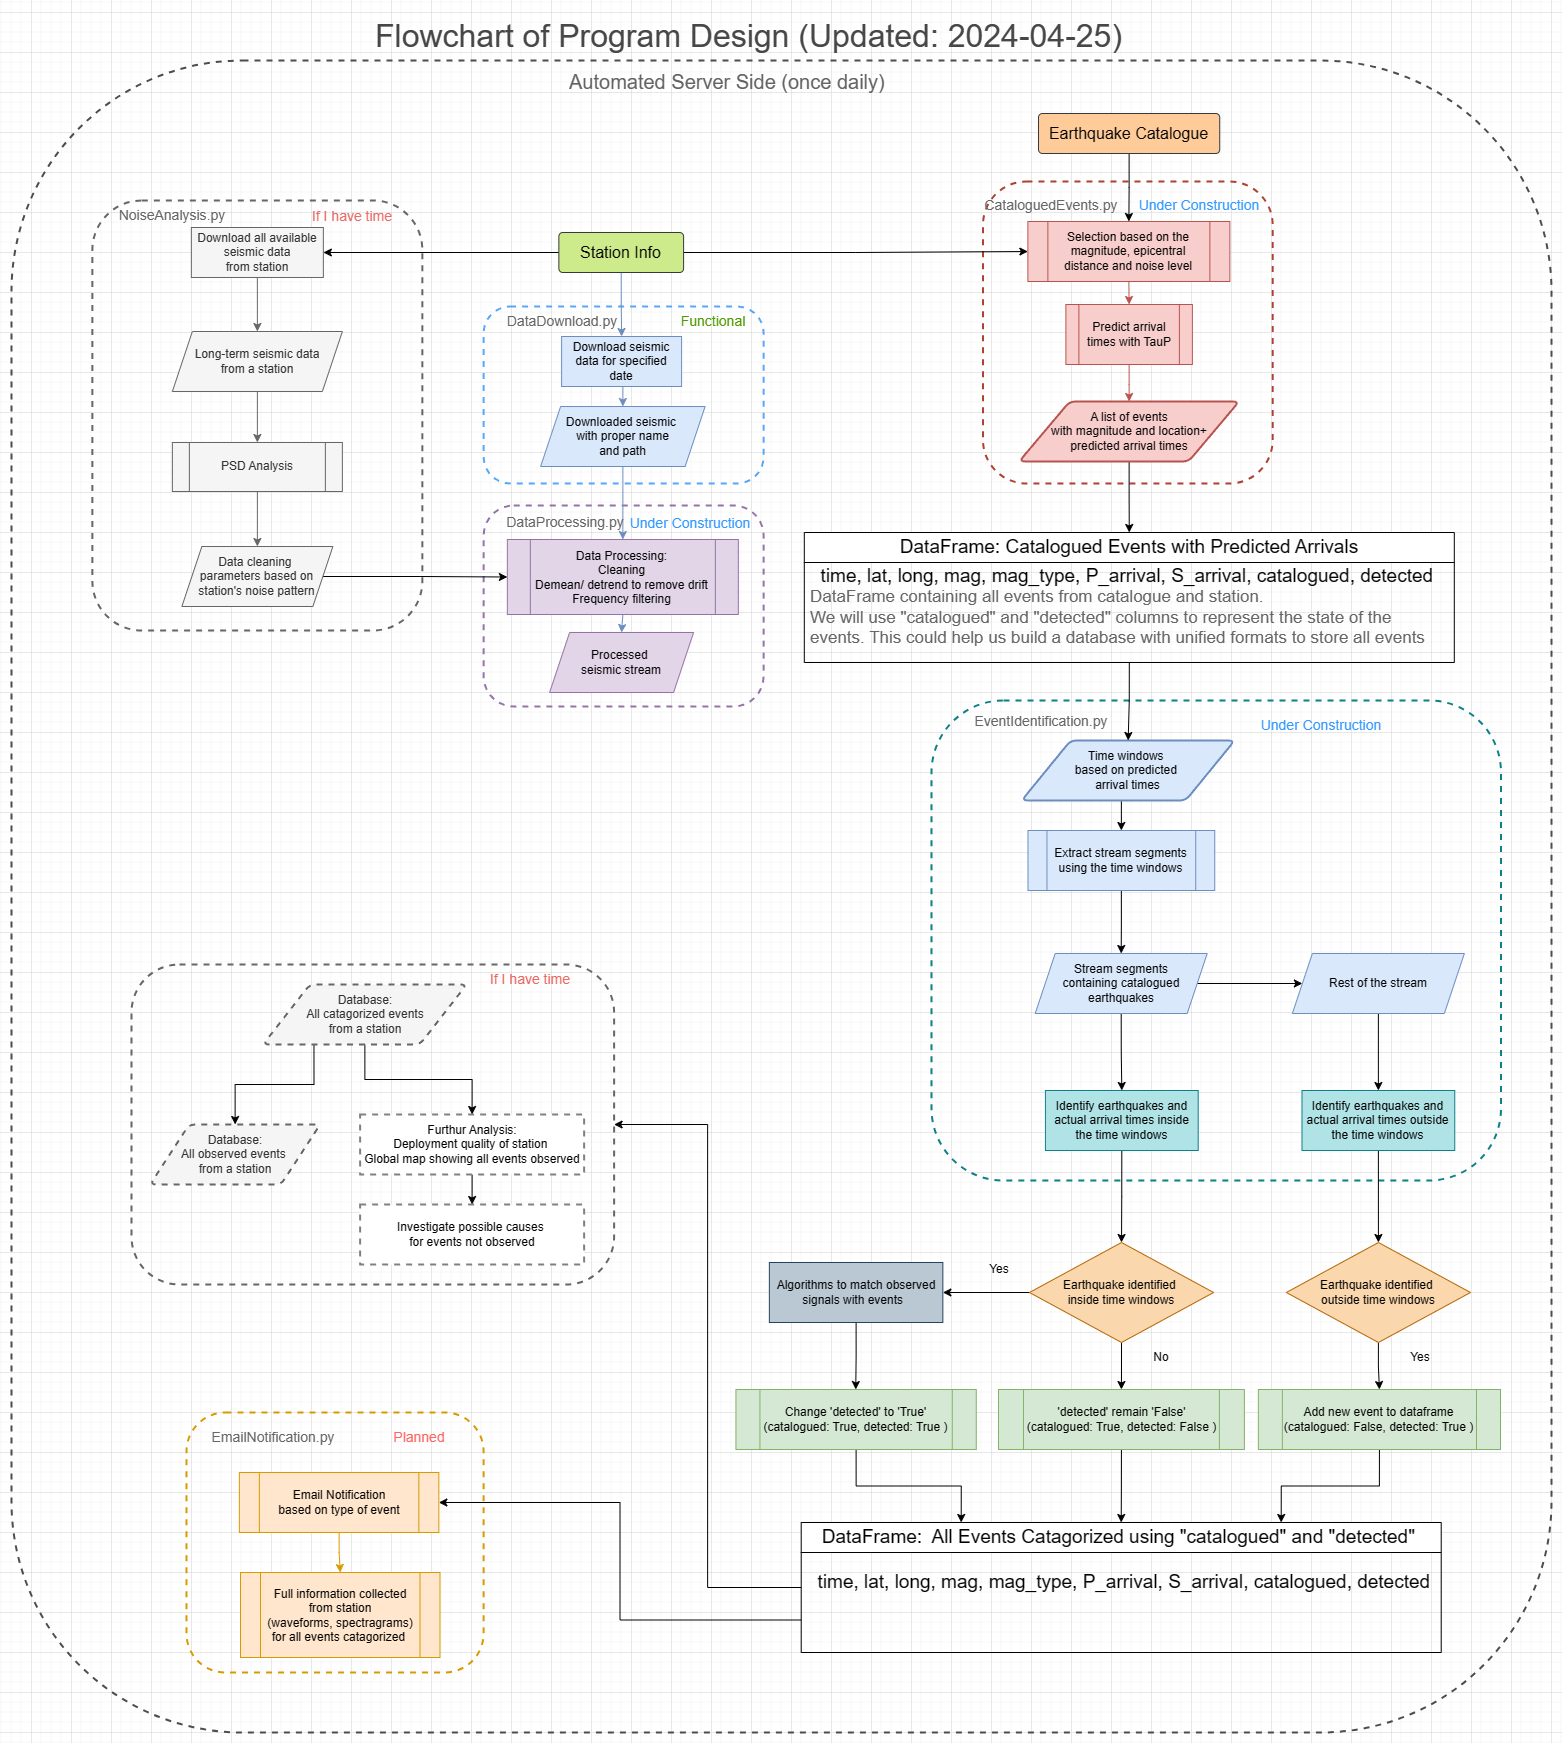 Flowchart of Program Design (Updated: 2024-04-25)
Automated Server Side (once daily)
Earthquake Catalogue
NoiseAnalysis.py
If I have time
Download all available
seismic data
from station
Long-term seismic data
from a station
PSD Analysis
Data cleaning
parameters based on
station's noise pattern
Station Info
DataDownload.py
Functional
Download seismic
data for specified
date
Downloaded seismic
with proper name
and path
DataProcessing.py
Under Construction
Data Processing:
Cleaning
Demean/ detrend to remove drift
Frequency filtering
Processed
seismic stream
CataloguedEvents.py
Under Construction
Selection based on the
magnitude, epicentral
distance and noise level
Predict arrival
times with TauP
A list of events
with magnitude and location+
predicted arrival times
DataFrame: Catalogued Events with Predicted Arrivals
time, lat, long, mag, mag_type, P_arrival, S_arrival, catalogued, detected
DataFrame containing all events from catalogue and station.
We will use "catalogued" and "detected" columns to represent the state of the
events. This could help us build a database with unified formats to store all events
EventIdentification.py
Under Construction
Time windows
based on predicted
arrival times
Extract stream segments
using the time windows
Stream segments
containing catalogued
earthquakes
Rest of the stream
Identify earthquakes and
actual arrival times inside
the time windows
Identify earthquakes and
actual arrival times outside
the time windows
If I have time
Database:
All catagorized events
from a station
Database:
All observed events
from a station
Furthur Analysis:
Deployment quality of station
Global map showing all events observed
Investigate possible causes
for events not observed
Algorithms to match observed
signals with events
Yes
Earthquake identified
inside time windows
No
Earthquake identified
outside time windows
Yes
Change 'detected' to 'True'
(catalogued: True, detected: True )
'detected' remain 'False'
(catalogued: True, detected: False )
Add new event to dataframe
(catalogued: False, detected: True )
EmailNotification.py
Planned
Email Notification
based on type of event
Full information collected
from station
(waveforms, spectragrams)
for all events catagorized
DataFrame:  All Events Catagorized using "catalogued" and "detected"
time, lat, long, mag, mag_type, P_arrival, S_arrival, catalogued, detected